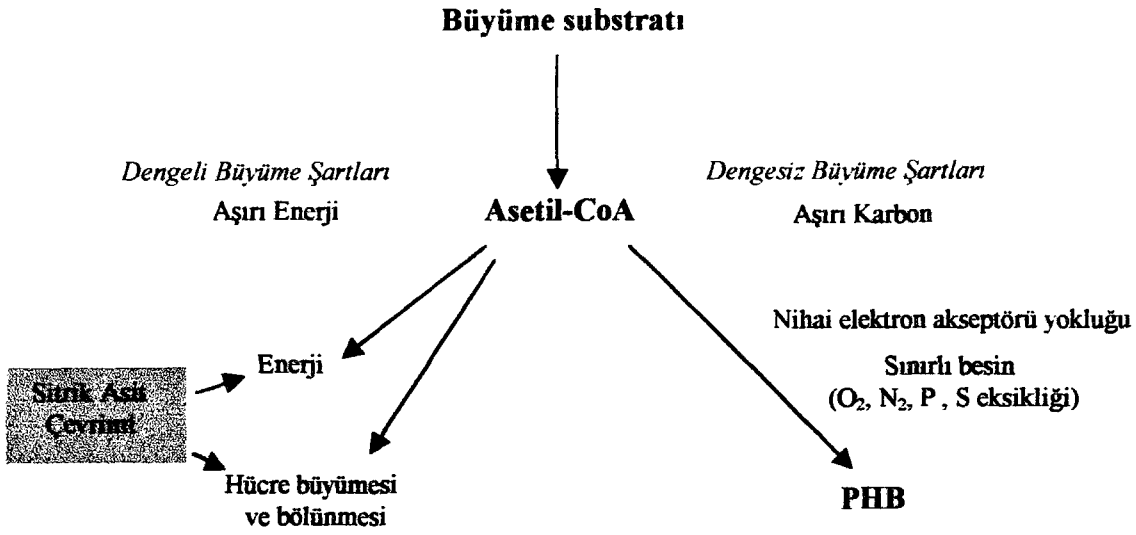 Büyüme substratı
Dengeli Büyüme Şartları
Aşırı Enerji
Asetil-CoA
Dengesiz Büyüme Şartları
Aşırı Karbon
Nihai elektron akseptörü yokluğu
Sınırlı besin
(O₂, N₂, P , S eksikliği)
Enerji
Sitrik Asit
Çevrimi
Hücre büyümesi
ve bölünmesi
PHB